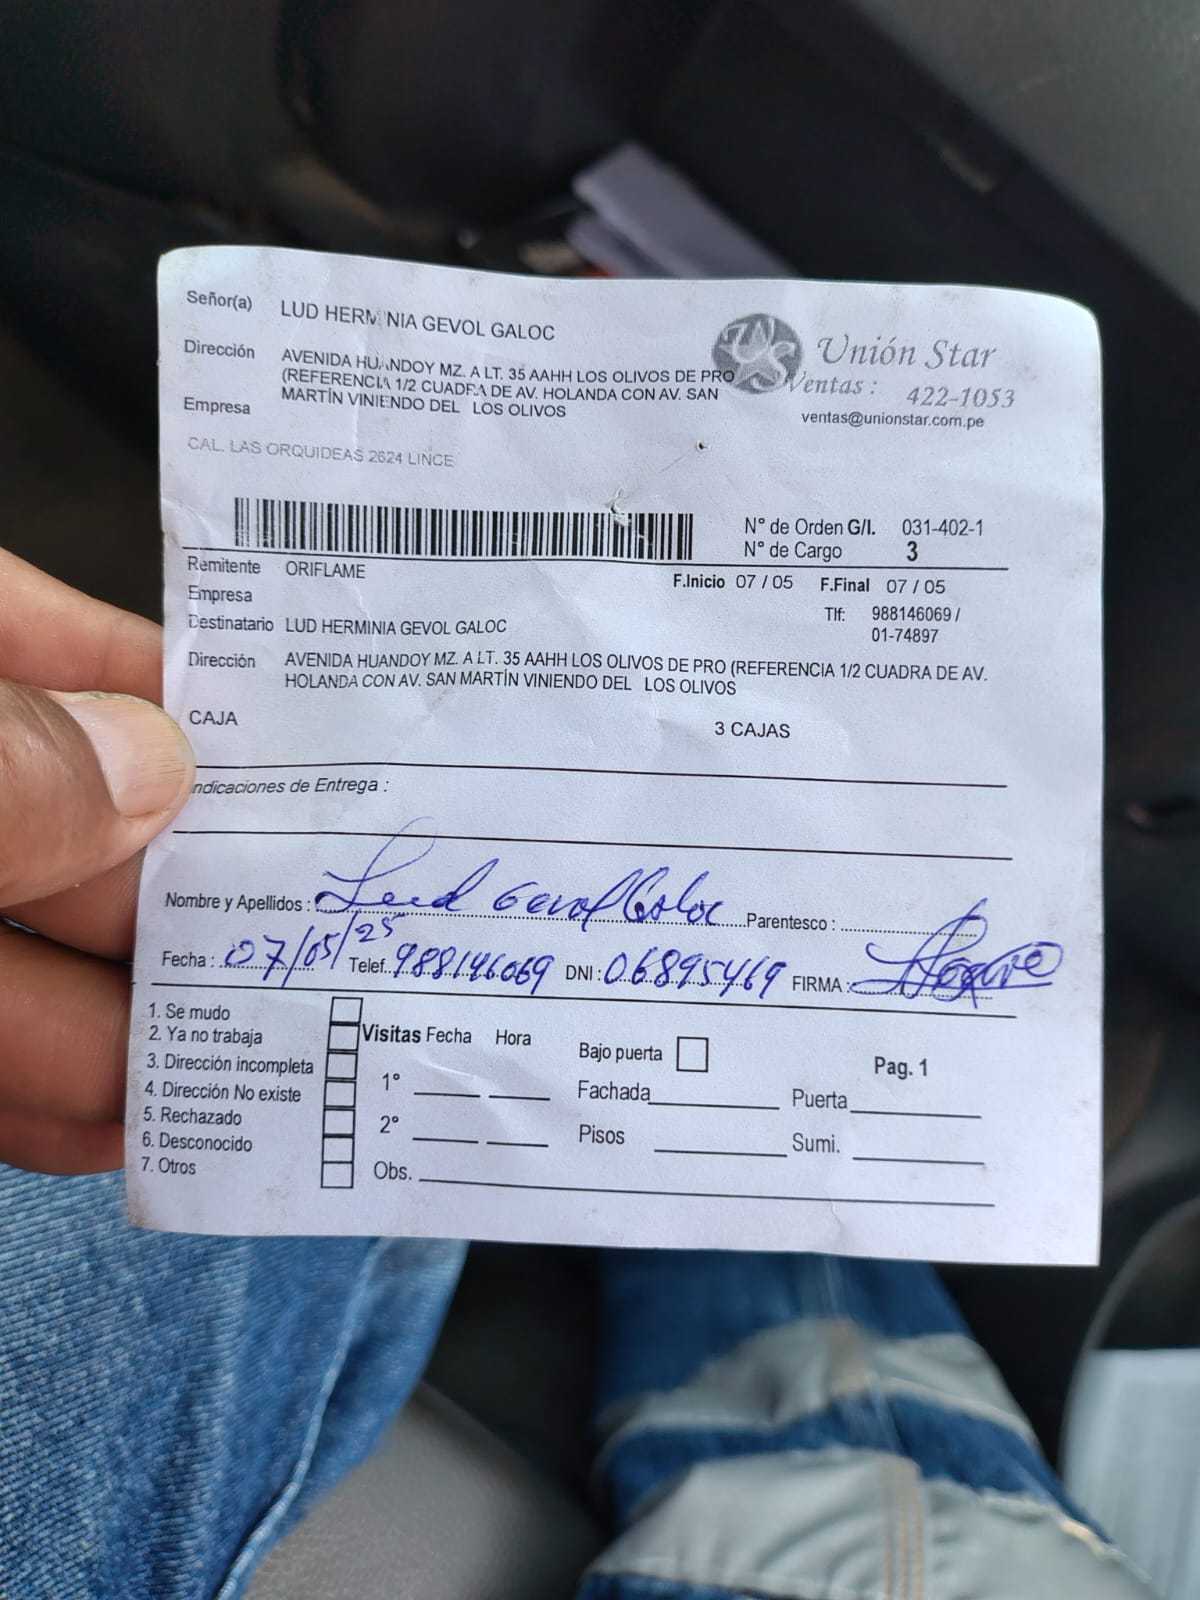 Señor(a) LUD HERMINIA GEVOL GALOC
Dirección AVENIDA HUANDOY MZ. A LT. 35 AAHH LOS OLIVOS DE PRO
(REFERENCIA 1/2 CUADRA DE AV. HOLANDA CON AV. SAN
MARTÍN VINIENDO DEL LOS OLIVOS
Empresa
CAL. LAS ORQUIDEAS 2624 LINCE
Unión Star
Ventas : 422-1053
ventas@unionstar.com.pe
N° de Orden G/I. 031-402-1
N° de Cargo 3
Remitente ORIFLAME
F.Inicio 07 / 05 F.Final 07 / 05
Empresa
Tlf: 988146069 /
01-74897
Destinatario LUD HERMINIA GEVOL GALOC
Dirección AVENIDA HUANDOY MZ. A LT. 35 AAHH LOS OLIVOS DE PRO (REFERENCIA 1/2 CUADRA DE AV.
HOLANDA CON AV. SAN MARTÍN VINIENDO DEL LOS OLIVOS
CAJA 3 CAJAS
Indicaciones de Entrega :
Nombre y Apellidos : Lud Gevol Galoc Parentesco :
Fecha : 07/05/25 Telef. 988146069 DNI : 06895469 FIRMA :
1. Se mudo
2. Ya no trabaja
3. Dirección incompleta
4. Dirección No existe
5. Rechazado
6. Desconocido
7. Otros
Visitas Fecha Hora
1°
2°
Obs.
Bajo puerta
Fachada
Pisos
Pag. 1
Puerta
Sumi.